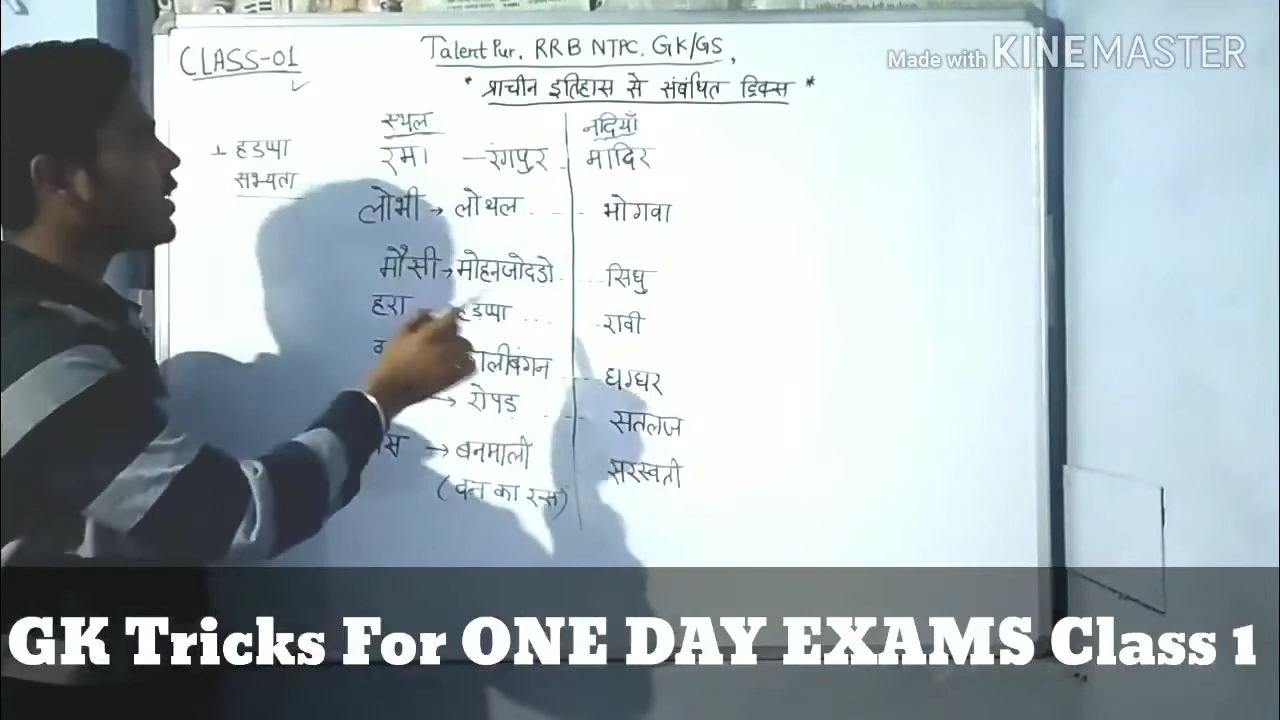 CLASS-01
Talent Pur. RRB NTPC. GK/GS,
Made with KINEMASTER
* प्राचीन इतिहास से संबंधित ट्रिक्स *
स्थल नदियाँ
1 हडप्पा
सभ्यता
रमा — रंगपुर मादिर
लोभी → लोथल भोगवा
मौसी → मोहनजोदडो सिंधु
हरा हडप्पा रावी
घग्घर
→ रोपड़ सतलज
→ बनमाली सरस्वती
(वन का रस)
GK Tricks For ONE DAY EXAMS Class 1